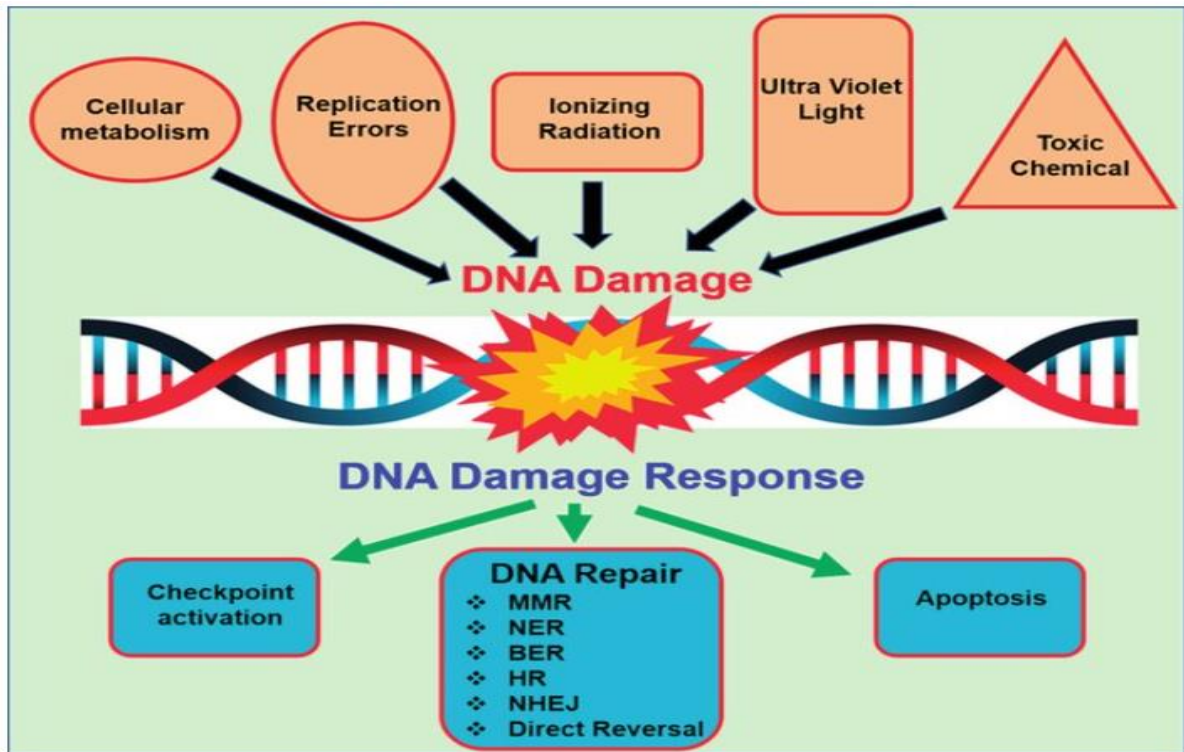 Cellular
metabolism
Replication
Errors
Ionizing
Radiation
Ultra Violet
Light
Toxic
Chemical
DNA Damage
DNA Damage Response
Checkpoint
activation
DNA Repair
❖ MMR
❖ NER
❖ BER
❖ HR
❖ NHEJ
❖ Direct Reversal
Apoptosis